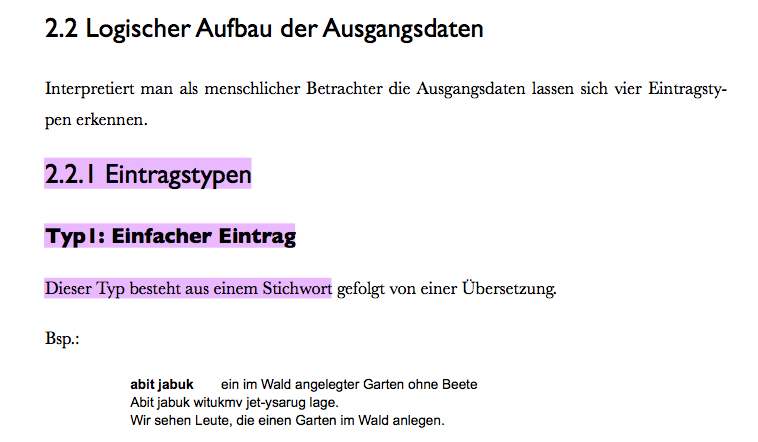 2.2 Logischer Aufbau der Ausgangsdaten
Interpretiert man als menschlicher Betrachter die Ausgangsdaten lassen sich vier Eintragsty-
pen erkennen.
2.2.1 Eintragstypen
Typ1: Einfacher Eintrag
Dieser Typ besteht aus einem Stichwort gefolgt von einer Übersetzung.
Bsp.:
abit jabuk ein im Wald angelegter Garten ohne Beete
Abit jabuk witukmv jet-ysarug lage.
Wir sehen Leute, die einen Garten im Wald anlegen.